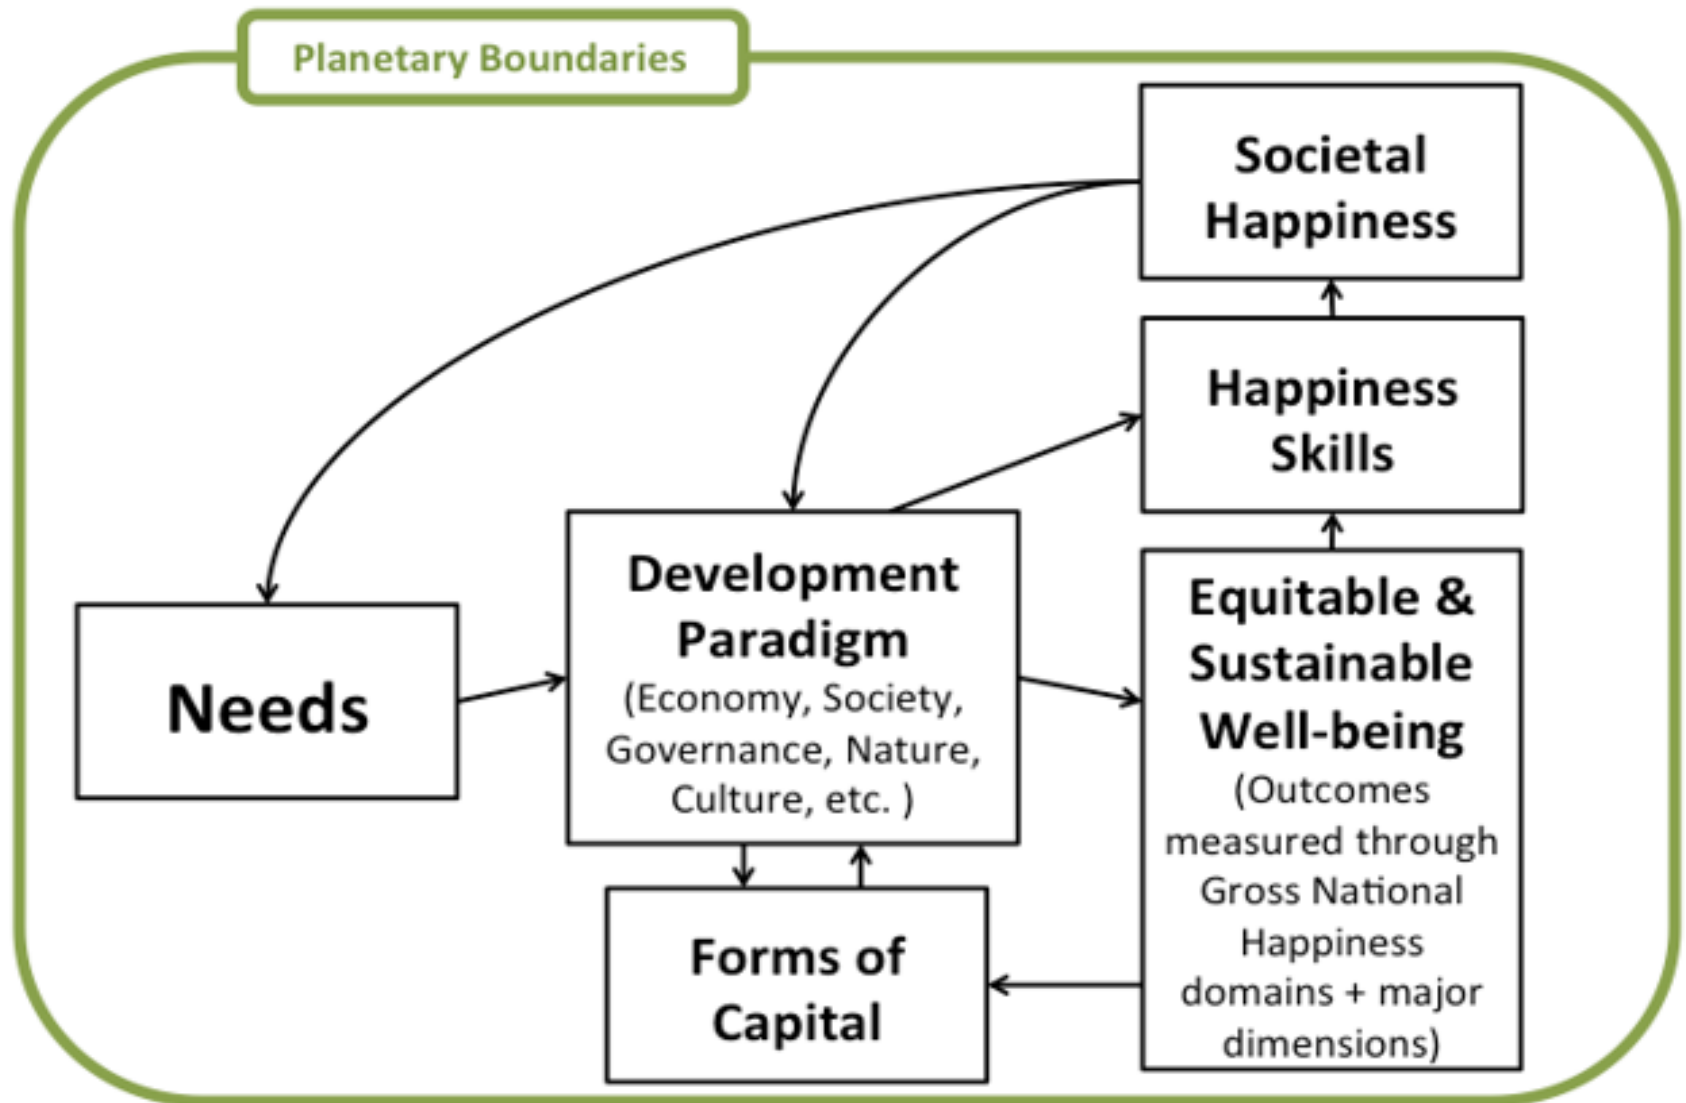 Planetary Boundaries
Societal
Happiness
Happiness
Skills
Development
Paradigm
(Economy, Society,
Governance, Nature,
Culture, etc. )
Needs
Equitable &
Sustainable
Well-being
(Outcomes
measured through
Gross National
Happiness
domains + major
dimensions)
Forms of
Capital